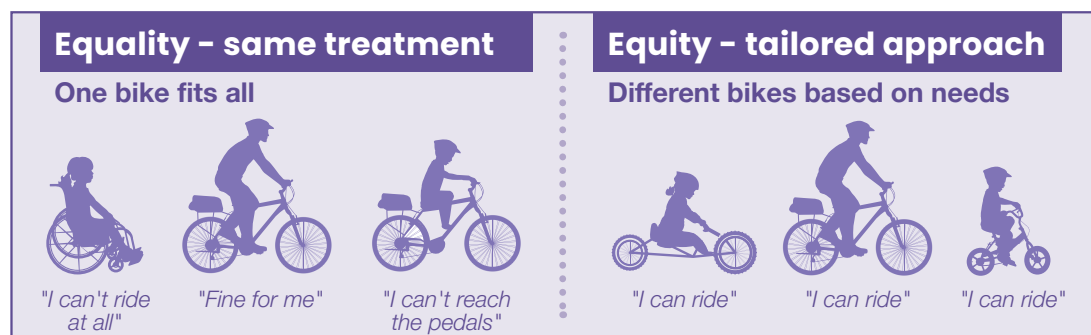 Equality - same treatment
One bike fits all
"I can't ride
at all"
"Fine for me"
"I can't reach
the pedals"
Equity - tailored approach
Different bikes based on needs
"I can ride"
"I can ride"
"I can ride"